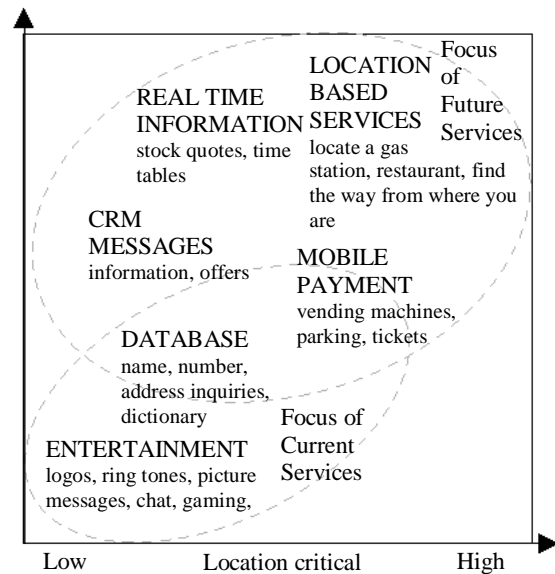 LOCATION
BASED
SERVICES
locate a gas
station, restaurant, find
the way from where you
are
Focus
of
Future
Services
REAL TIME
INFORMATION
stock quotes, time
tables
CRM
MESSAGES
information, offers
MOBILE
PAYMENT
vending machines,
parking, tickets
DATABASE
name, number,
address inquiries,
dictionary
Focus of
Current
Services
ENTERTAINMENT
logos, ring tones, picture
messages, chat, gaming,
Low Location critical High